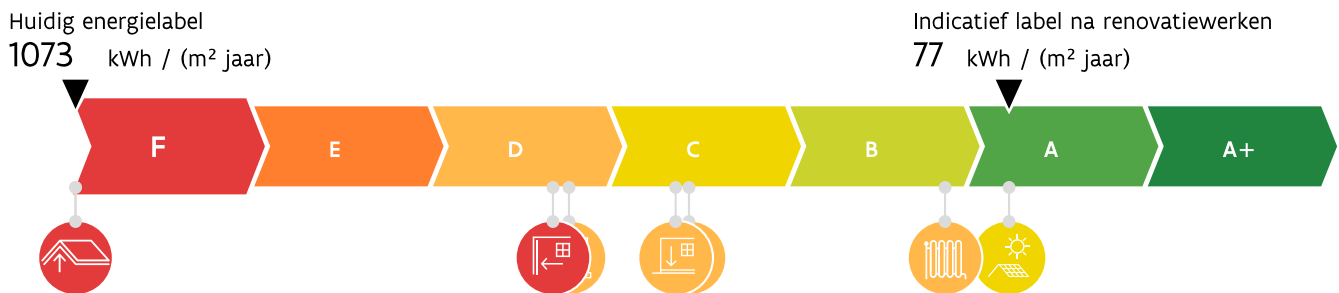 Huidig energielabel
1073 kWh / (m² jaar)
Indicatief label na renovatiewerken
77 kWh / (m² jaar)
F E D C B A A+